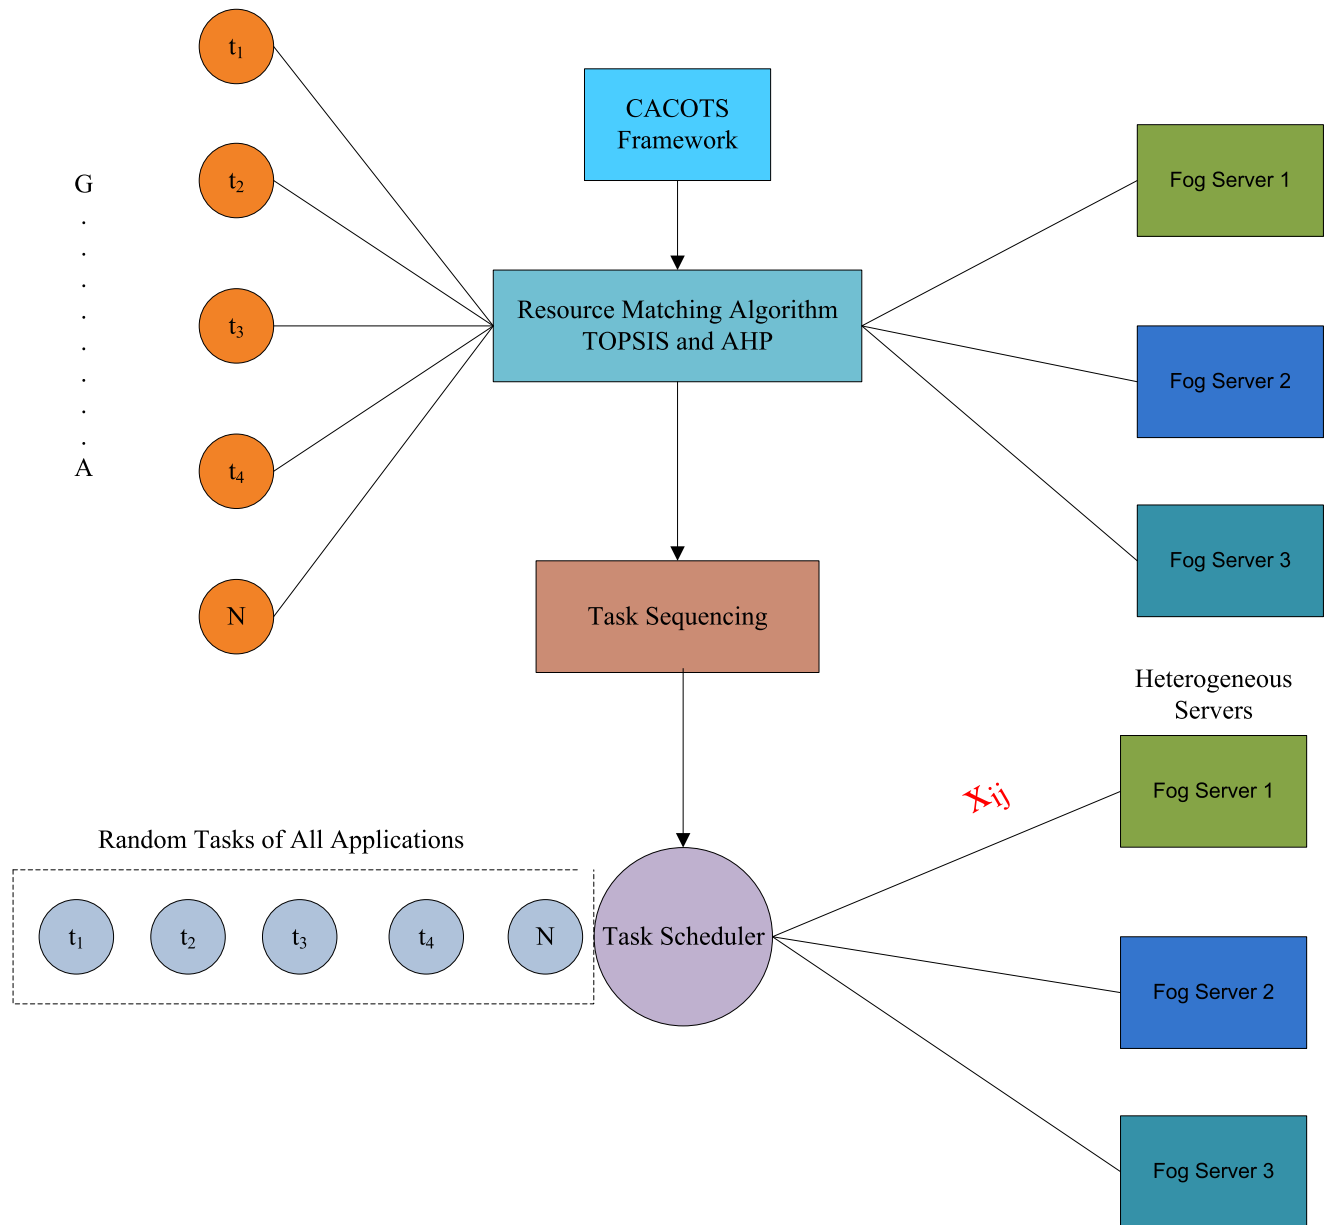 t1
t2
t3
t4
N
G
.
.
.
.
.
.
.
.
A
CACOTS
Framework
Resource Matching Algorithm
TOPSIS and AHP
Fog Server 1
Fog Server 2
Fog Server 3
Task Sequencing
Heterogeneous
Servers
Random Tasks of All Applications
t1 t2 t3 t4 N
Task Scheduler
Xij
Fog Server 1
Fog Server 2
Fog Server 3